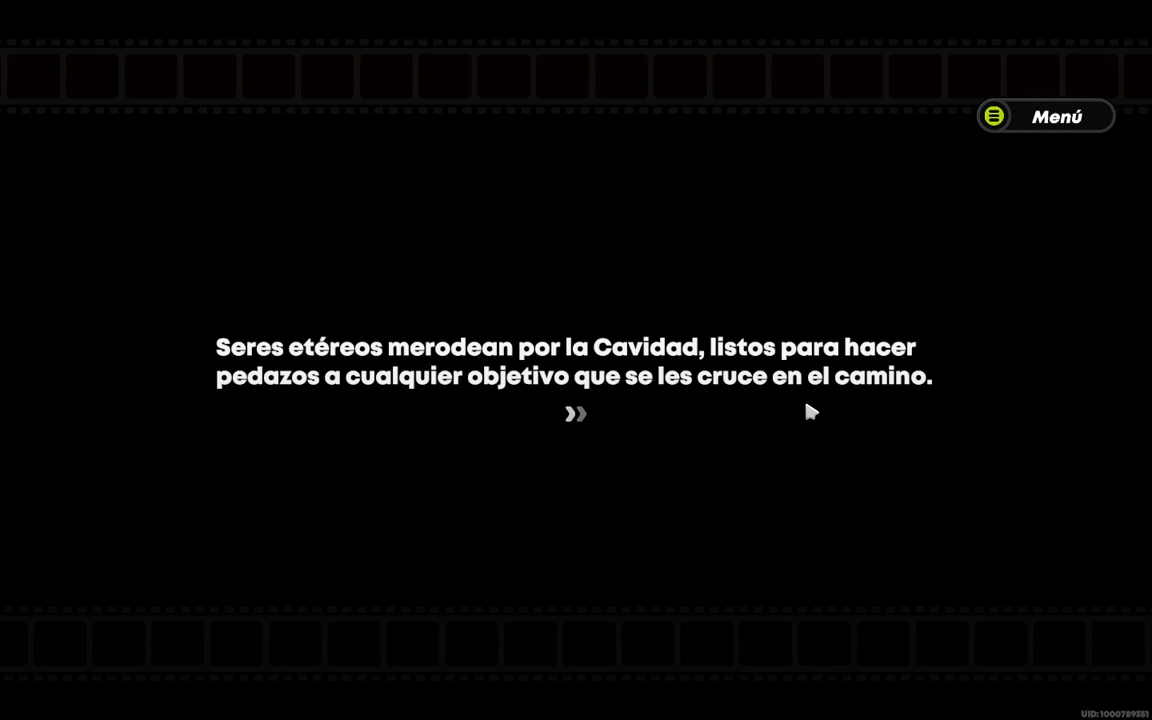 Menú
Seres etéreos merodean por la Cavidad, listos para hacer
pedazos a cualquier objetivo que se les cruce en el camino.
UID: 1000789351